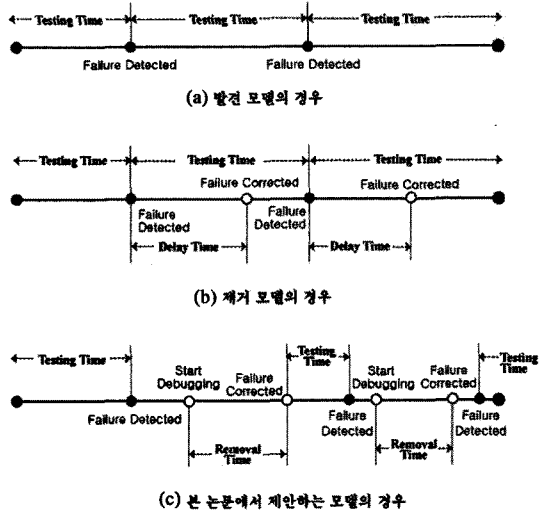 Testing Time Testing Time Testing Time
Failure Detected Failure Detected
(a) 발견 모델의 경우
Testing Time Testing Time Testing Time
Failure Corrected Failure Corrected
Failure Detected Failure Detected
Delay Time Delay Time
(b) 제거 모델의 경우
Testing Time Testing Time Testing Time
Start Debugging Failure Corrected Start Debugging Failure Corrected
Failure Detected Failure Detected Failure Detected
Removal Time Removal Time
(c) 본 논문에서 제안하는 모델의 경우